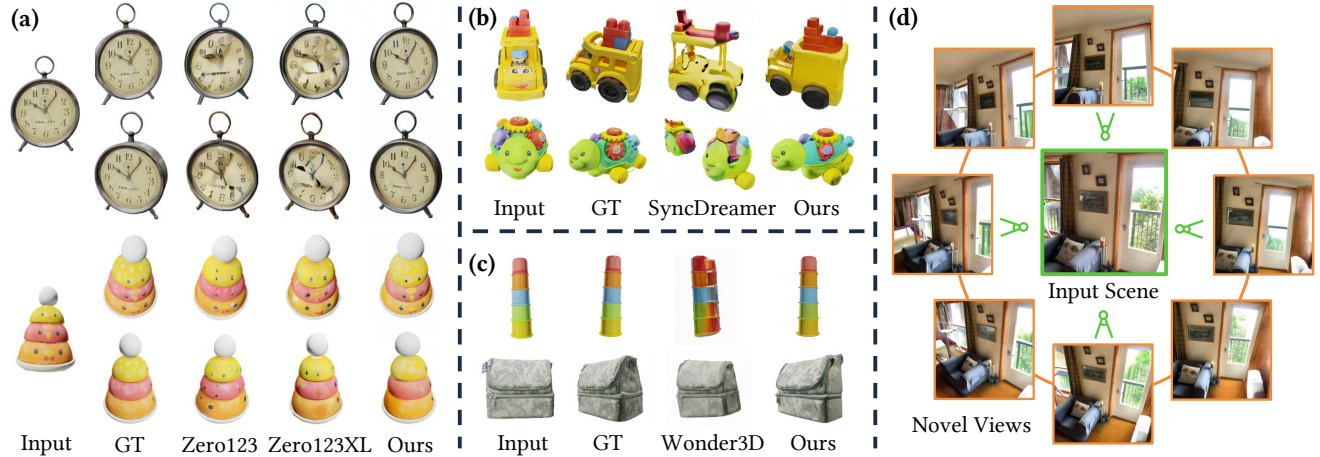 (a)
Input GT Zero123 Zero123XL Ours
(b)
Input GT SyncDreamer Ours
(c)
Input GT Wonder3D Ours
(d)
Input Scene
Novel Views